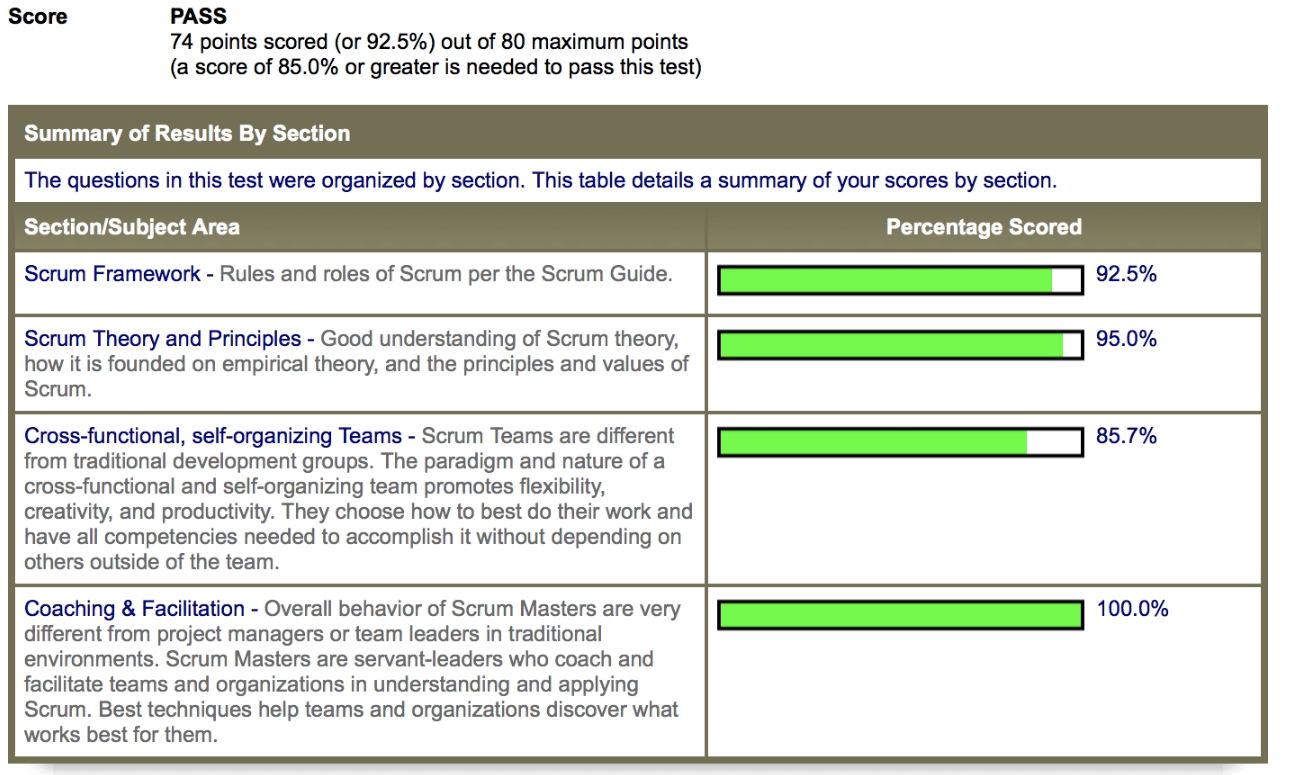 Score PASS
74 points scored (or 92.5%) out of 80 maximum points
(a score of 85.0% or greater is needed to pass this test)
Summary of Results By Section
The questions in this test were organized by section. This table details a summary of your scores by section.
Section/Subject Area Percentage Scored
Scrum Framework - Rules and roles of Scrum per the Scrum Guide. 92.5%
Scrum Theory and Principles - Good understanding of Scrum theory, 95.0%
how it is founded on empirical theory, and the principles and values of
Scrum.
Cross-functional, self-organizing Teams - Scrum Teams are different 85.7%
from traditional development groups. The paradigm and nature of a
cross-functional and self-organizing team promotes flexibility,
creativity, and productivity. They choose how to best do their work and
have all competencies needed to accomplish it without depending on
others outside of the team.
Coaching & Facilitation - Overall behavior of Scrum Masters are very 100.0%
different from project managers or team leaders in traditional
environments. Scrum Masters are servant-leaders who coach and
facilitate teams and organizations in understanding and applying
Scrum. Best techniques help teams and organizations discover what
works best for them.